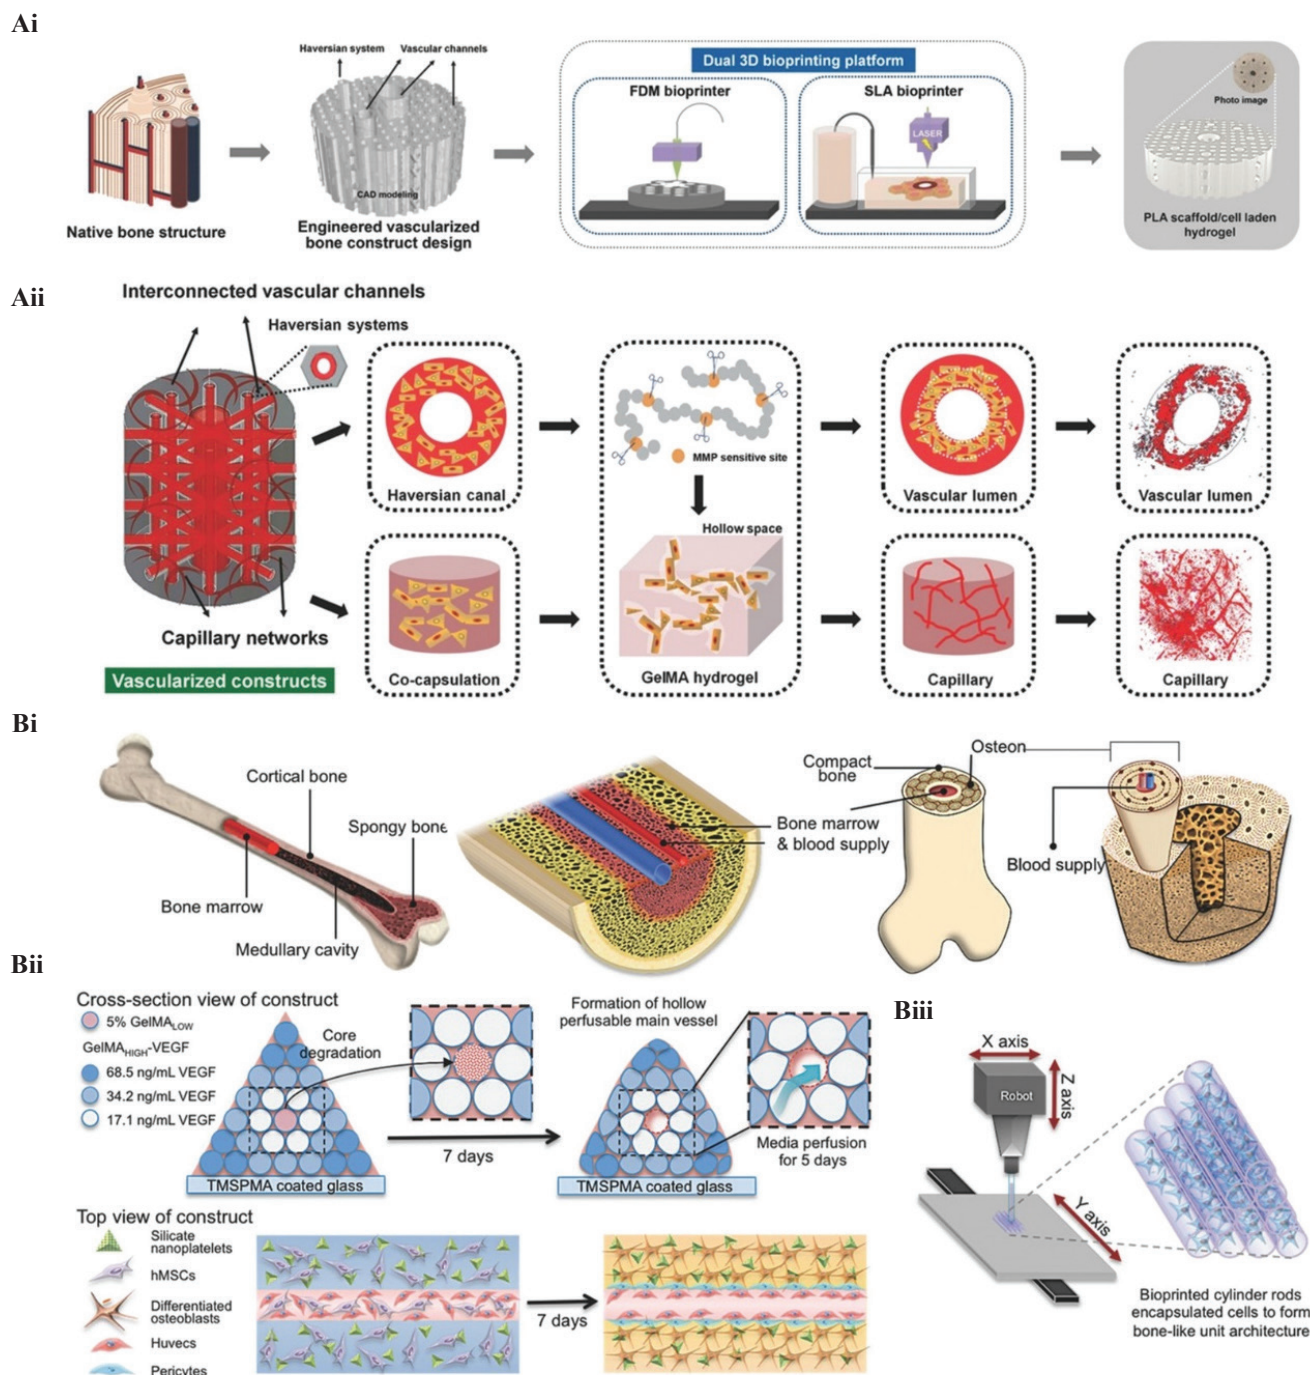 Ai
Haversian system
Vascular channels
CAD modeling
Native bone structure
Engineered vascularized
bone construct design
Dual 3D bioprinting platform
FDM bioprinter
SLA bioprinter
LASER
Photo image
PLA scaffold/cell laden
hydrogel
Aii
Interconnected vascular channels
Haversian systems
Capillary networks
Vascularized constructs
Haversian canal
Co-capsulation
MMP sensitive site
Hollow space
GelMA hydrogel
Vascular lumen
Capillary
Vascular lumen
Capillary
Bi
Cortical bone
Spongy bone
Bone marrow
Medullary cavity
Compact
bone
Osteon
Bone marrow
& blood supply
Blood supply
Bii
Cross-section view of construct
5% GelMALOW
GelMAHIGH-VEGF
68.5 ng/mL VEGF
34.2 ng/mL VEGF
17.1 ng/mL VEGF
Core
degradation
7 days
TMSPMA coated glass
Formation of hollow
perfusable main vessel
Media perfusion
for 5 days
TMSPMA coated glass
Top view of construct
Silicate
nanoplatelets
hMSCs
Differentiated
osteoblasts
Huvecs
Pericytes
7 days
Biii
X axis
Z axis
Robot
Y axis
Bioprinted cylinder rods
encapsulated cells to form
bone-like unit architecture